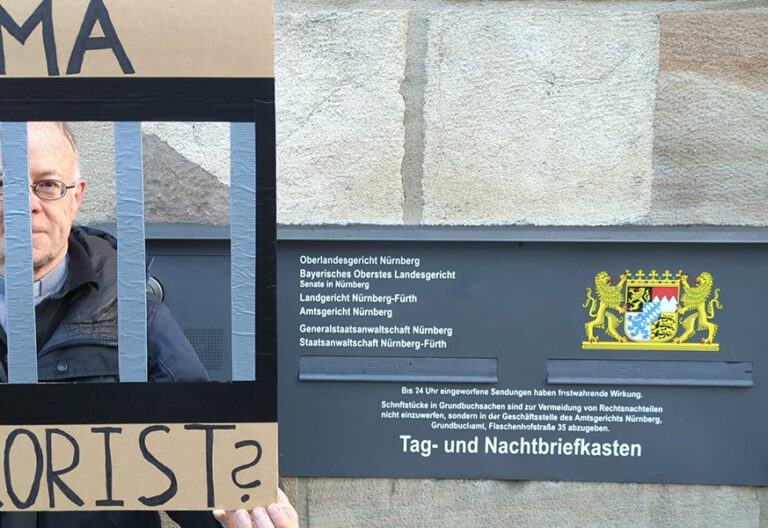 MA
ORIST?
Oberlandesgericht Nürnberg
Bayerisches Oberstes Landesgericht
Senate in Nürnberg
Landgericht Nürnberg-Fürth
Amtsgericht Nürnberg
Generalstaatsanwaltschaft Nürnberg
Staatsanwaltschaft Nürnberg-Fürth
Bis 24 Uhr eingeworfene Sendungen haben fristwahrende Wirkung.
Schriftstücke in Grundbuchsachen sind zur Vermeidung von Rechtsnachteilen
nicht einzuwerfen, sondern in der Geschäftsstelle des Amtsgerichts Nürnberg,
Grundbuchamt, Flaschenhofstraße 35 abzugeben.
Tag- und Nachtbriefkasten